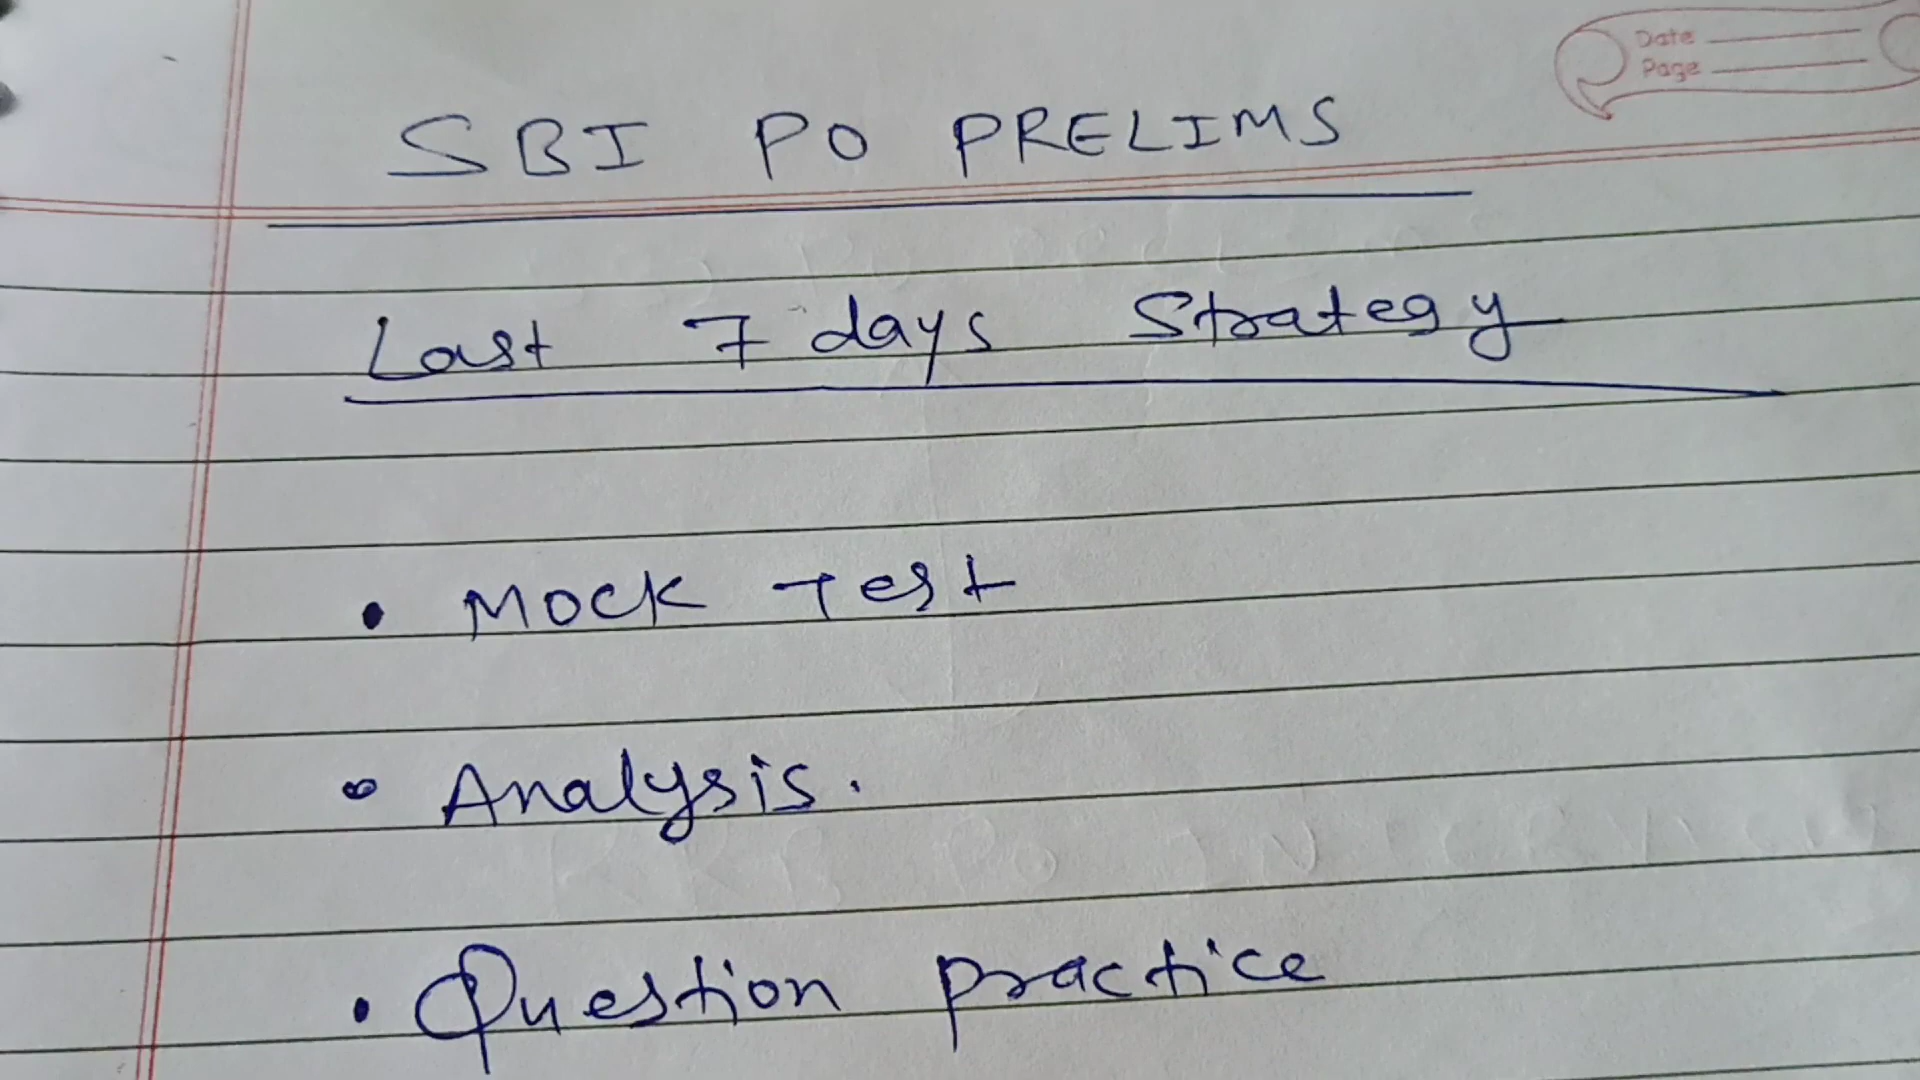 Date
Page
SBI PO PRELIMS
Last 7 days Strategy
• Mock Test
• Analysis.
• Question practice